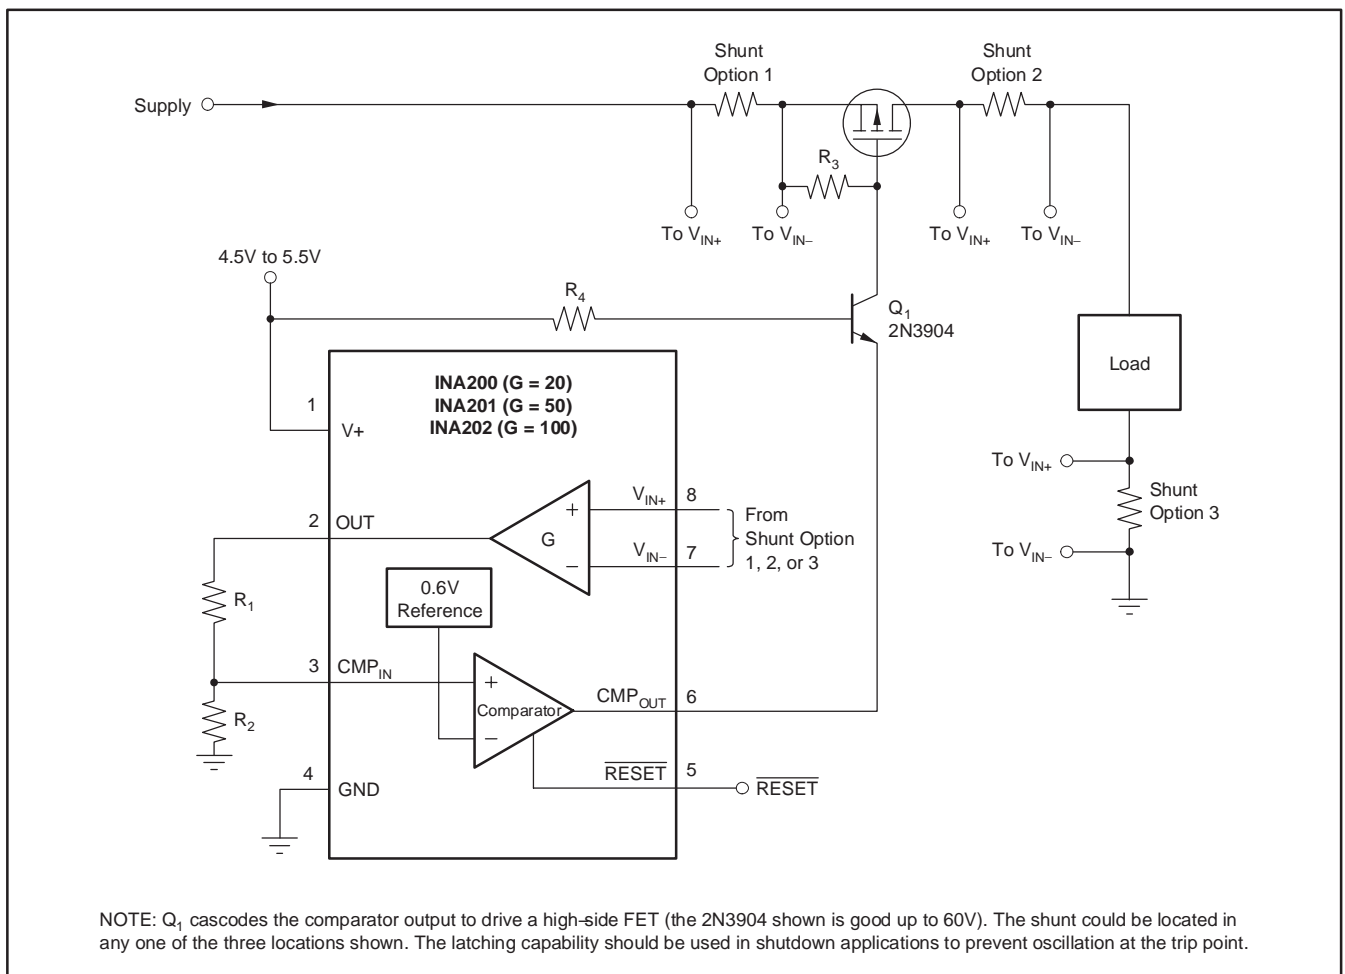 Shunt
Option 1
Shunt
Option 2
Supply
R3
To VIN+
To VIN–
To VIN+
To VIN–
4.5V to 5.5V
R4
Q1
2N3904
Load
INA200 (G = 20)
INA201 (G = 50)
INA202 (G = 100)
1
V+
To VIN+
Shunt
Option 3
To VIN–
VIN+
8
2
OUT
G
+
−
From
Shunt Option
1, 2, or 3
VIN–
7
0.6V
Reference
R1
3
CMPIN
+
Comparator
−
CMPOUT
6
R2
4
GND
RESET
5
RESET
NOTE: Q1 cascodes the comparator output to drive a high−side FET (the 2N3904 shown is good up to 60V). The shunt could be located in
any one of the three locations shown. The latching capability should be used in shutdown applications to prevent oscillation at the trip point.